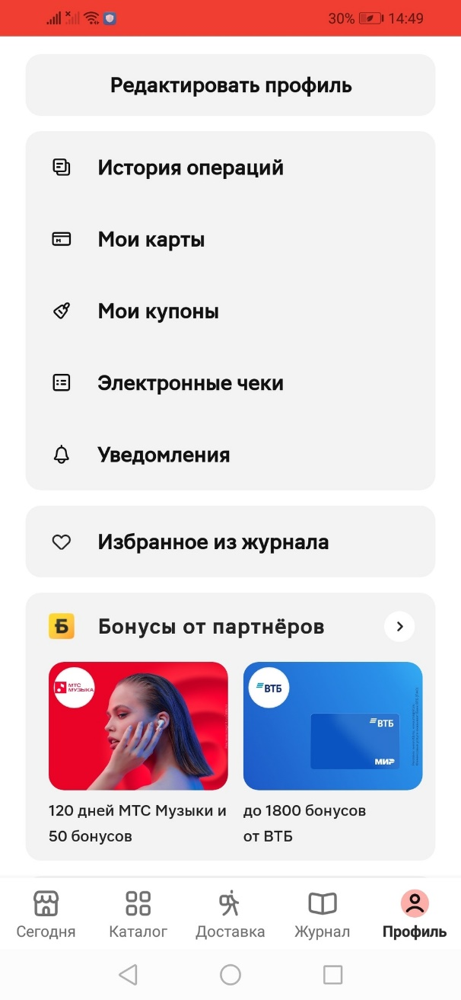 30% 14:49
Редактировать профиль
История операций
Мои карты
Мои купоны
Электронные чеки
Уведомления
Избранное из журнала
Б Бонусы от партнёров
МТС
МУЗЫКА
ВТБ
ВТБ
МИР
120 дней МТС Музыки и
50 бонусов
до 1800 бонусов
от ВТБ
Сегодня Каталог Доставка Журнал Профиль